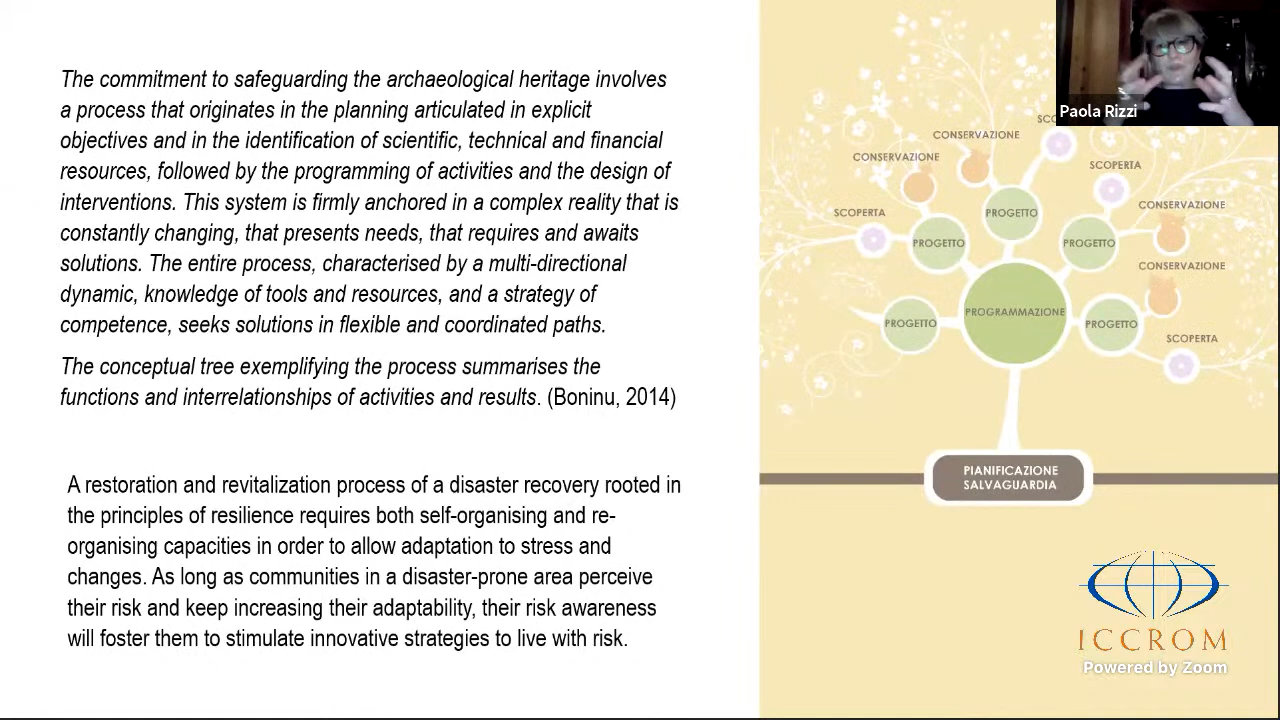 The commitment to safeguarding the archaeological heritage involves
a process that originates in the planning articulated in explicit
objectives and in the identification of scientific, technical and financial
resources, followed by the programming of activities and the design of
interventions. This system is firmly anchored in a complex reality that is
constantly changing, that presents needs, that requires and awaits
solutions. The entire process, characterised by a multi-directional
dynamic, knowledge of tools and resources, and a strategy of
competence, seeks solutions in flexible and coordinated paths.
The conceptual tree exemplifying the process summarises the
functions and interrelationships of activities and results. (Boninu, 2014)
A restoration and revitalization process of a disaster recovery rooted in
the principles of resilience requires both self-organising and re-
organising capacities in order to allow adaptation to stress and
changes. As long as communities in a disaster-prone area perceive
their risk and keep increasing their adaptability, their risk awareness
will foster them to stimulate innovative strategies to live with risk.
Paola Rizzi
CONSERVAZIONE
CONSERVAZIONE
SCOPERTA
SCOPERTA
CONSERVAZIONE
PROGETTO
PROGETTO
PROGETTO
CONSERVAZIONE
PROGRAMMAZIONE
PROGETTO
PROGETTO
SCOPERTA
PIANIFICAZIONE
SALVAGUARDIA
ICCROM
Powered by Zoom